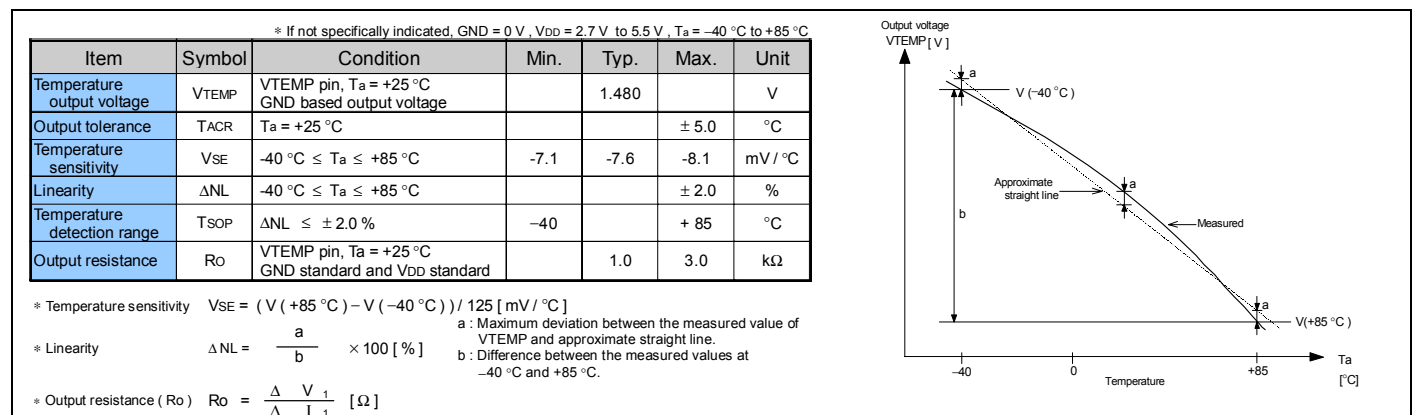 * If not specifically indicated, GND = 0 V , VDD = 2.7 V to 5.5 V , Ta = −40 °C to +85 °C
Item Symbol Condition Min. Typ. Max. Unit
Temperature output voltage VTEMP VTEMP pin, Ta = +25 °C GND based output voltage 1.480 V
Output tolerance TACR Ta = +25 °C ± 5.0 °C
Temperature sensitivity VSE -40 °C ≤ Ta ≤ +85 °C -7.1 -7.6 -8.1 mV / °C
Linearity ΔNL -40 °C ≤ Ta ≤ +85 °C ± 2.0 %
Temperature detection range TSOP ΔNL ≤ ± 2.0 % −40 + 85 °C
Output resistance RO VTEMP pin, Ta = +25 °C GND standard and VDD standard 1.0 3.0 kΩ
* Temperature sensitivity VSE = ( V ( +85 °C ) − V ( −40 °C ) ) / 125 [ mV / °C ]
* Linearity Δ NL = a / b × 100 [ % ]
a : Maximum deviation between the measured value of
VTEMP and approximate straight line.
b : Difference between the measured values at
−40 °C and +85 °C.
* Output resistance ( Ro ) Ro = Δ V 1 / Δ I 1 [ Ω ]
Output voltage
VTEMP [ V ]
a
V (−40 °C )
Approximate
straight line
a
b
Measured
a
V(+85 °C )
−40 0 +85
Temperature
Ta
[°C]